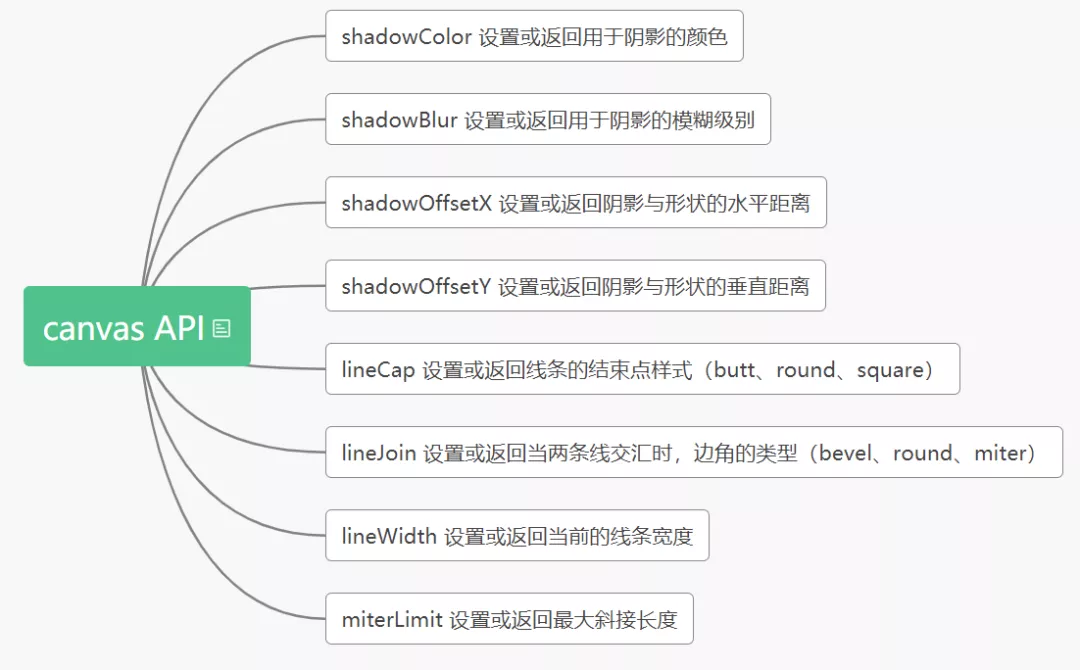 shadowColor 设置或返回用于阴影的颜色
shadowBlur 设置或返回用于阴影的模糊级别
shadowOffsetX 设置或返回阴影与形状的水平距离
shadowOffsetY 设置或返回阴影与形状的垂直距离
canvas API
lineCap 设置或返回线条的结束点样式（butt、round、square）
lineJoin 设置或返回当两条线交汇时，边角的类型（bevel、round、miter）
lineWidth 设置或返回当前的线条宽度
miterLimit 设置或返回最大斜接长度